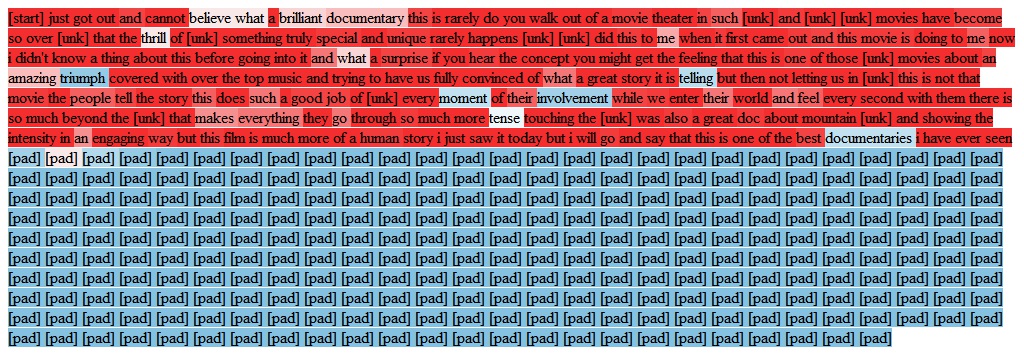 [start] just got out and cannot believe what a brilliant documentary this is rarely do you walk out of a movie theater in such [unk] and [unk] [unk] movies have become
so over [unk] that the thrill of [unk] something truly special and unique rarely happens [unk] [unk] did this to me when it first came out and this movie is doing to me now
i didn't know a thing about this before going into it and what a surprise if you hear the concept you might get the feeling that this is one of those [unk] movies about an
amazing triumph covered with over the top music and trying to have us fully convinced of what a great story it is telling but then not letting us in [unk] this is not that
movie the people tell the story this does such a good job of [unk] every moment of their involvement while we enter their world and feel every second with them there is
so much beyond the [unk] that makes everything they go through so much more tense touching the [unk] was also a great doc about mountain [unk] and showing the
intensity in an engaging way but this film is much more of a human story i just saw it today but i will go and say that this is one of the best documentaries i have ever seen
[pad] [pad] [pad] [pad] [pad] [pad] [pad] [pad] [pad] [pad] [pad] [pad] [pad] [pad] [pad] [pad] [pad] [pad] [pad] [pad] [pad] [pad] [pad] [pad] [pad] [pad] [pad]
[pad] [pad] [pad] [pad] [pad] [pad] [pad] [pad] [pad] [pad] [pad] [pad] [pad] [pad] [pad] [pad] [pad] [pad] [pad] [pad] [pad] [pad] [pad] [pad] [pad] [pad] [pad]
[pad] [pad] [pad] [pad] [pad] [pad] [pad] [pad] [pad] [pad] [pad] [pad] [pad] [pad] [pad] [pad] [pad] [pad] [pad] [pad] [pad] [pad] [pad] [pad] [pad] [pad] [pad]
[pad] [pad] [pad] [pad] [pad] [pad] [pad] [pad] [pad] [pad] [pad] [pad] [pad] [pad] [pad] [pad] [pad] [pad] [pad] [pad] [pad] [pad] [pad] [pad] [pad] [pad] [pad]
[pad] [pad] [pad] [pad] [pad] [pad] [pad] [pad] [pad] [pad] [pad] [pad] [pad] [pad] [pad] [pad] [pad] [pad] [pad] [pad] [pad] [pad] [pad] [pad] [pad] [pad] [pad]
[pad] [pad] [pad] [pad] [pad] [pad] [pad] [pad] [pad] [pad] [pad] [pad] [pad] [pad] [pad] [pad] [pad] [pad] [pad] [pad] [pad] [pad] [pad] [pad] [pad] [pad] [pad]
[pad] [pad] [pad] [pad] [pad] [pad] [pad] [pad] [pad] [pad] [pad] [pad] [pad] [pad] [pad] [pad] [pad] [pad] [pad] [pad] [pad] [pad] [pad] [pad] [pad] [pad] [pad]
[pad] [pad] [pad] [pad] [pad] [pad] [pad] [pad] [pad] [pad] [pad] [pad] [pad] [pad] [pad] [pad] [pad] [pad] [pad] [pad] [pad] [pad] [pad] [pad] [pad] [pad] [pad]
[pad] [pad] [pad] [pad] [pad] [pad] [pad] [pad] [pad] [pad] [pad] [pad] [pad] [pad] [pad] [pad] [pad] [pad] [pad] [pad] [pad] [pad] [pad] [pad] [pad] [pad] [pad]
[pad] [pad] [pad] [pad] [pad] [pad] [pad] [pad] [pad] [pad] [pad] [pad] [pad] [pad] [pad] [pad] [pad] [pad] [pad] [pad] [pad] [pad] [pad] [pad]